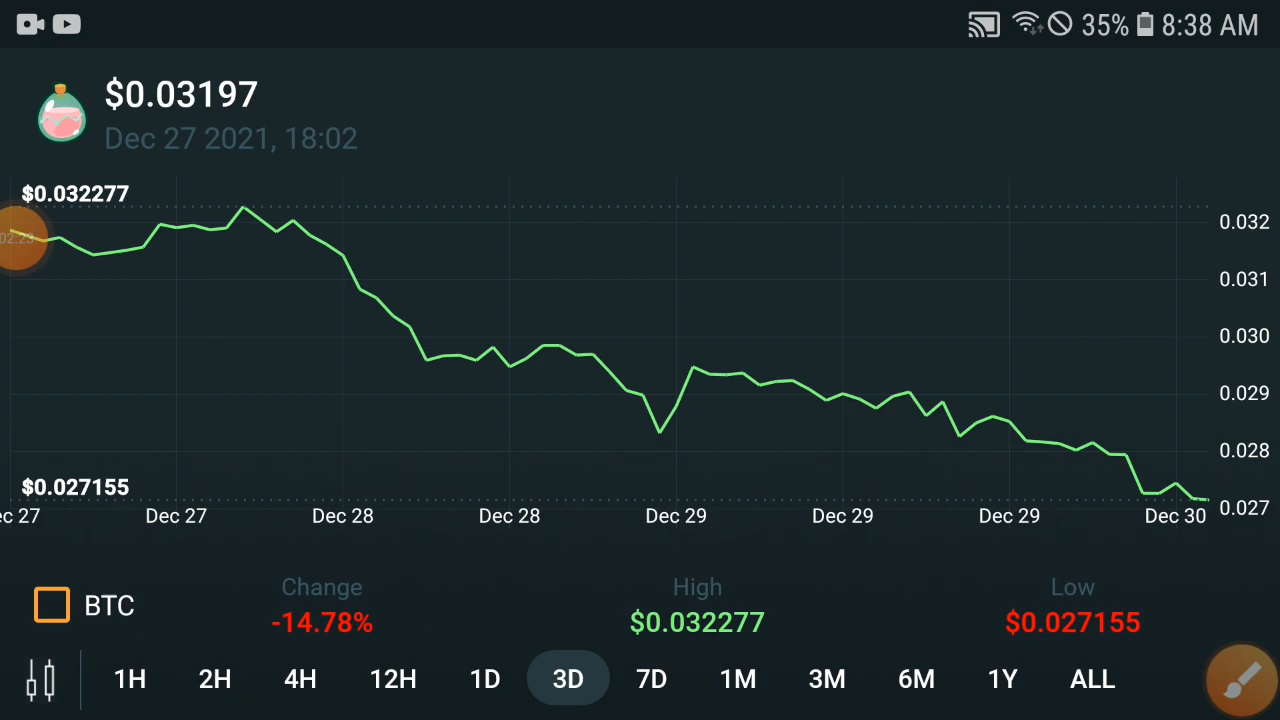 35% 8:38 AM
$0.03197
Dec 27 2021, 18:02
$0.032277
0.032
02:23
0.031
0.030
0.029
0.028
$0.027155
0.027
ec 27 Dec 27 Dec 28 Dec 28 Dec 29 Dec 29 Dec 29 Dec 30
Change High Low
BTC -14.78% $0.032277 $0.027155
1H 2H 4H 12H 1D 3D 7D 1M 3M 6M 1Y ALL